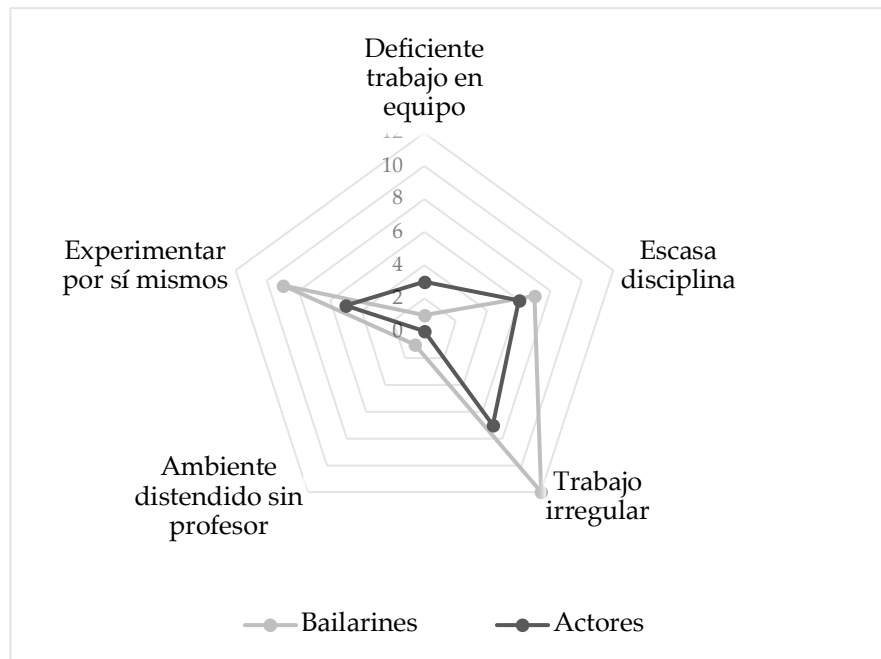 Deficiente
trabajo en
equipo
12
10
8
6
4
2
0
Experimentar
por sí mismos
Escasa
disciplina
Ambiente
distendido sin
profesor
Trabajo
irregular
Bailarines
Actores